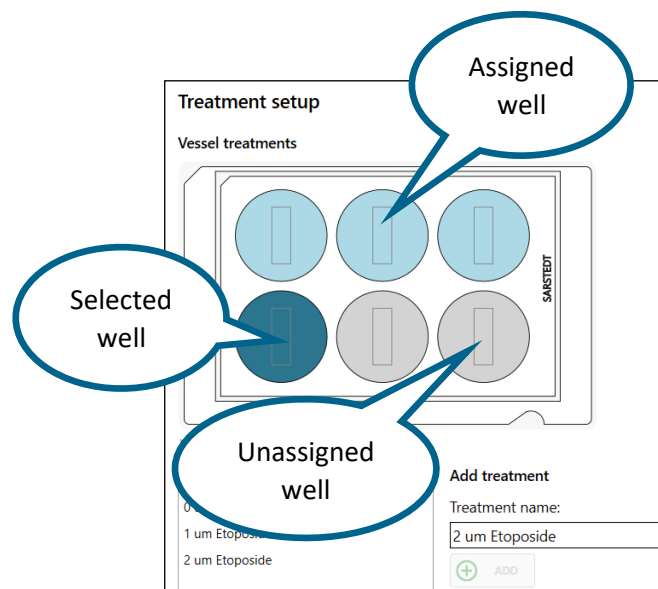 Assigned
well
Treatment setup
Vessel treatments
SARSTEDT
Selected
well
Unassigned
well
Add treatment
Treatment name:
0
1 um Etoposide
2 um Etoposide
2 um Etoposide
ADD